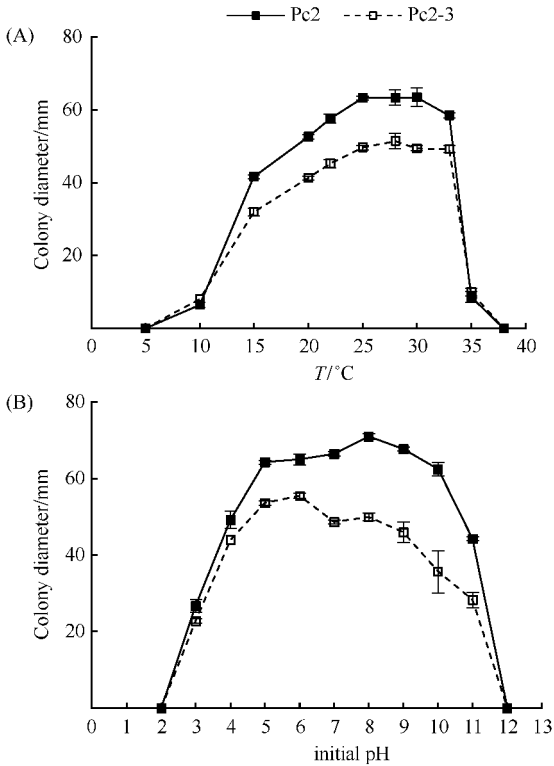 Pc2 Pc2-3
(A)
80
60
40
20
Colony diameter/mm
0 5 10 15 20 25 30 35 40
T/°C
(B)
80
60
40
20
Colony diameter/mm
0 1 2 3 4 5 6 7 8 9 10 11 12 13
initial pH